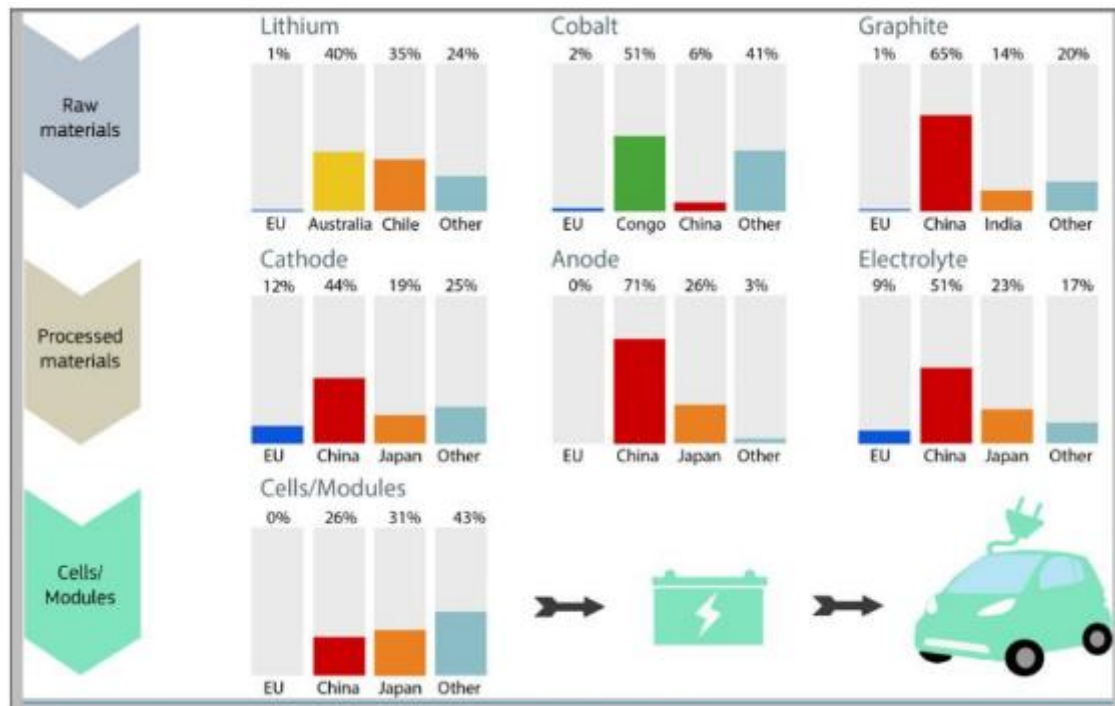 Lithium Cobalt Graphite
1% 40% 35% 24% 2% 51% 6% 41% 1% 65% 14% 20%
Raw
materials
EU Australia Chile Other EU Congo China Other EU China India Other
Cathode Anode Electrolyte
12% 44% 19% 25% 0% 71% 26% 3% 9% 51% 23% 17%
Processed
materials
EU China Japan Other EU China Japan Other EU China Japan Other
Cells/Modules
0% 26% 31% 43%
Cells/
Modules
EU China Japan Other